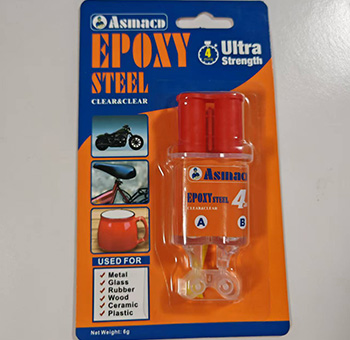 Asmaco
EPOXY
STEEL
CLEAR&CLEAR
4
Ultra
Strength
Asmaco
EPOXY STEEL
CLEAR&CLEAR
4
A B
USED FOR
✓ Metal
✓ Glass
✓ Rubber
✓ Wood
✓ Ceramic
✓ Plastic
Net Weight: 6g